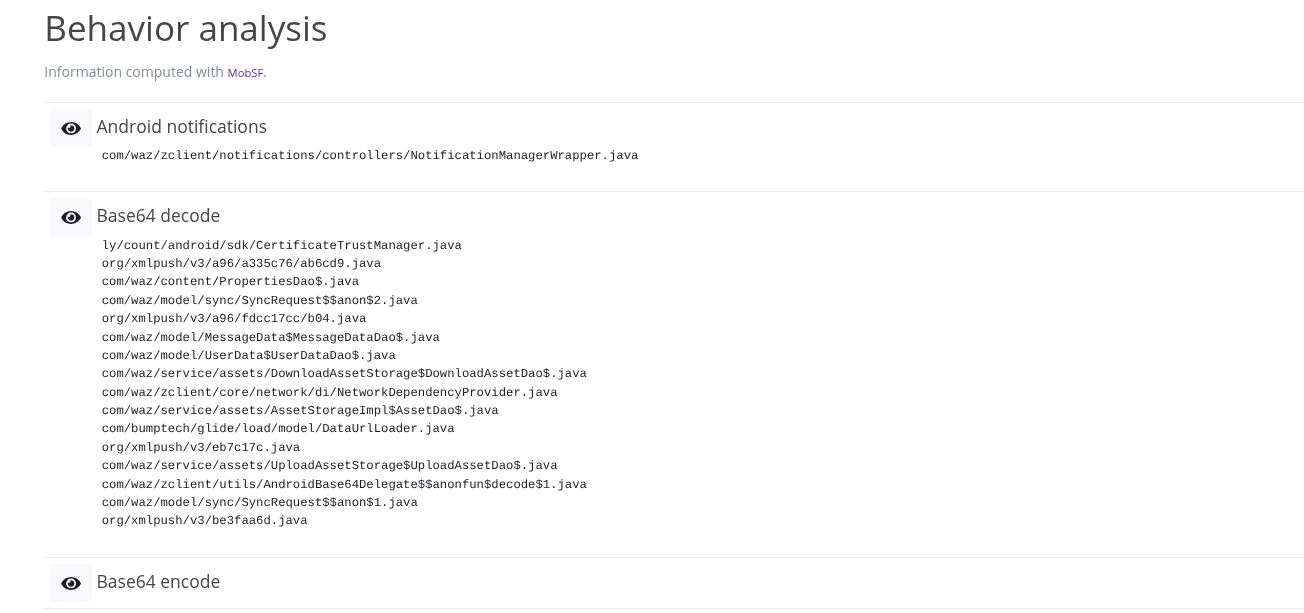 Behavior analysis
Information computed with MobSF.
Android notifications
com/waz/zclient/notifications/controllers/NotificationManagerWrapper.java
Base64 decode
ly/count/android/sdk/CertificateTrustManager.java
org/xmlpush/v3/a96/a335c76/ab6cd9.java
com/waz/content/PropertiesDao$.java
com/waz/model/sync/SyncRequest$$anon$2.java
org/xmlpush/v3/a96/fdcc17cc/b04.java
com/waz/model/MessageData$MessageDataDao$.java
com/waz/model/UserData$UserDataDao$.java
com/waz/service/assets/DownloadAssetStorage$DownloadAssetDao$.java
com/waz/zclient/core/network/di/NetworkDependencyProvider.java
com/waz/service/assets/AssetStorageImpl$AssetDao$.java
com/bumptech/glide/load/model/DataUrlLoader.java
org/xmlpush/v3/eb7c17c.java
com/waz/service/assets/UploadAssetStorage$UploadAssetDao$.java
com/waz/zclient/utils/AndroidBase64Delegate$$anonfun$decode$1.java
com/waz/model/sync/SyncRequest$$anon$1.java
org/xmlpush/v3/be3faa6d.java
Base64 encode